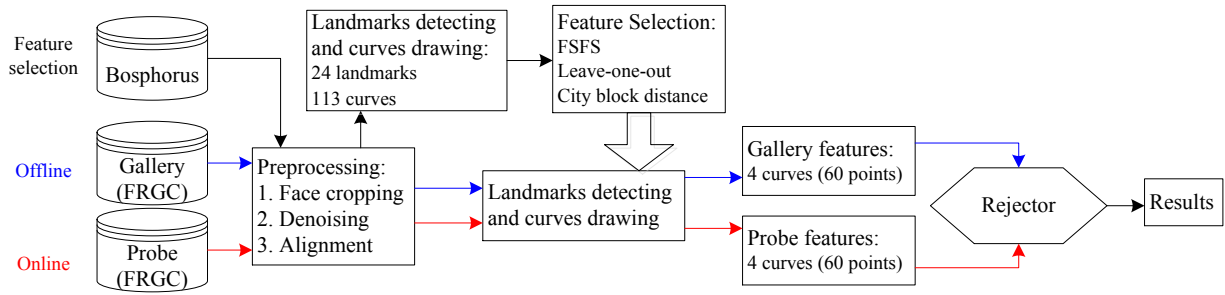 Feature
selection
Bosphorus
Landmarks detecting
and curves drawing:
24 landmarks
113 curves
Feature Selection:
FSFS
Leave-one-out
City block distance
Offline
Gallery
(FRGC)
Online
Probe
(FRGC)
Preprocessing:
1. Face cropping
2. Denoising
3. Alignment
Landmarks detecting
and curves drawing
Gallery features:
4 curves (60 points)
Probe features:
4 curves (60 points)
Rejector
Results